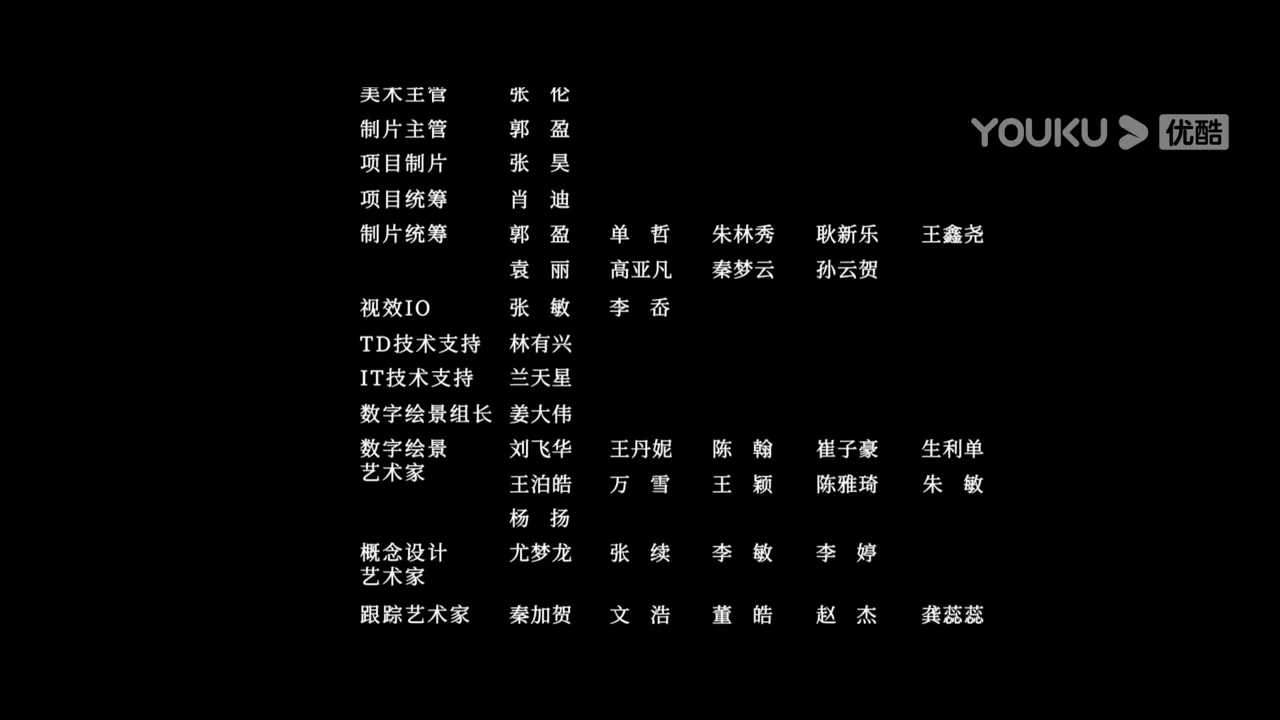 美术主管 张 伦
YOUKU 优酷
制片主管 郭 盈
项目制片 张 昊
项目统筹 肖 迪
制片统筹 郭 盈 单 哲 朱林秀 耿新乐 王鑫尧
袁 丽 高亚凡 秦梦云 孙云贺
视效IO 张 敏 李 岙
TD技术支持 林有兴
IT技术支持 兰天星
数字绘景组长 姜大伟
数字绘景 刘飞华 王丹妮 陈 翰 崔子豪 生利单
艺术家
王泊皓 万 雪 王 颖 陈雅琦 朱 敏
杨 扬
概念设计 尤梦龙 张 续 李 敏 李 婷
艺术家
跟踪艺术家 秦加贺 文 浩 董 皓 赵 杰 龚蕊蕊